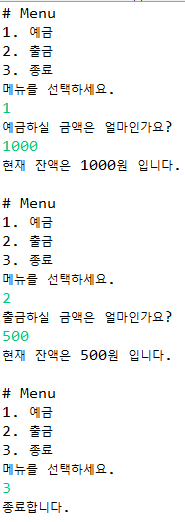 # Menu
1. 예금
2. 출금
3. 종료
메뉴를 선택하세요.
1
예금하실 금액은 얼마인가요?
1000
현재 잔액은 1000원 입니다.
# Menu
1. 예금
2. 출금
3. 종료
메뉴를 선택하세요.
2
출금하실 금액은 얼마인가요?
500
현재 잔액은 500원 입니다.
# Menu
1. 예금
2. 출금
3. 종료
메뉴를 선택하세요.
3
종료합니다.